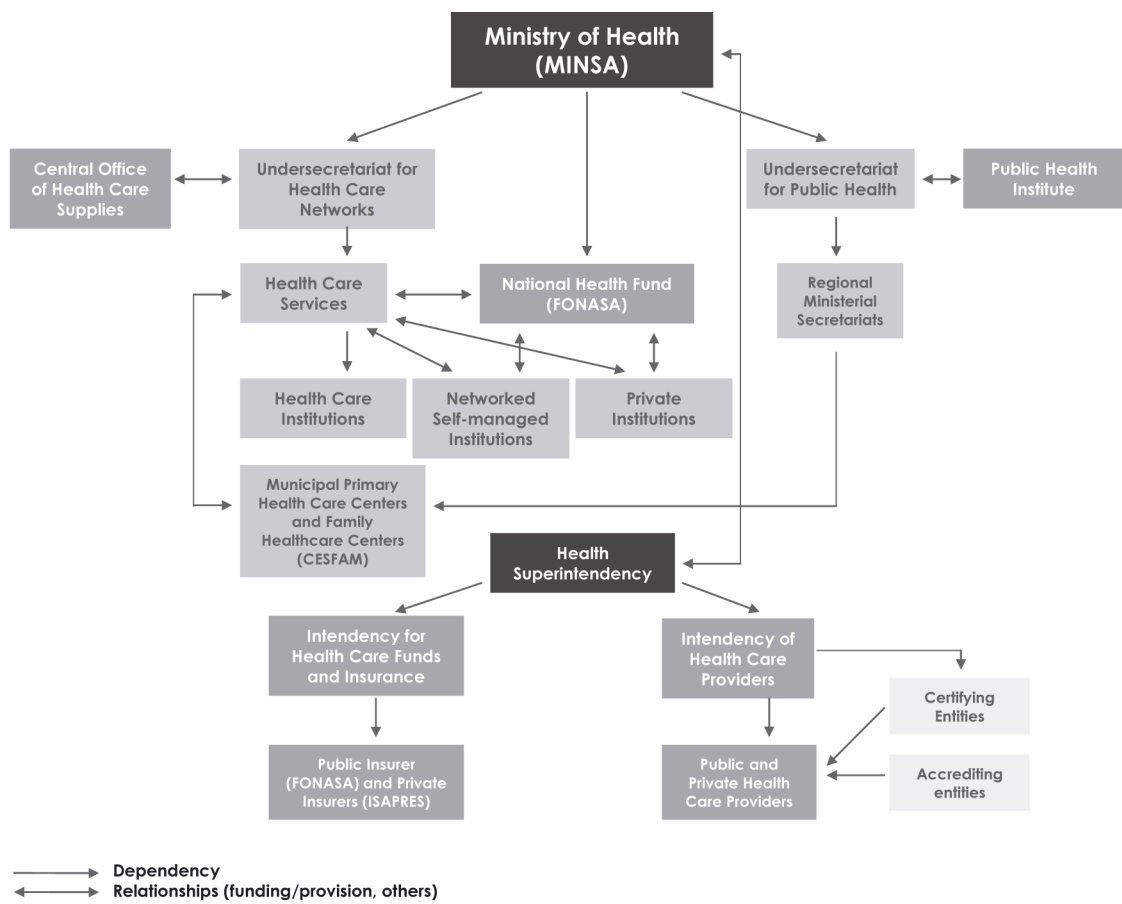 Ministry of Health
(MINSA)
Central Office
of Health Care
Supplies
Undersecretariat for
Health Care
Networks
Undersecretariat
for Public Health
Public Health
Institute
Health Care
Services
National Health Fund
(FONASA)
Regional
Ministerial
Secretariats
Health Care
Institutions
Networked
Self-managed
Institutions
Private
Institutions
Municipal Primary
Health Care Centers
and Family
Healthcare Centers
(CESFAM)
Health
Superintendency
Intendency for
Health Care Funds
and Insurance
Intendency of
Health Care
Providers
Certifying
Entities
Public Insurer
(FONASA) and Private
Insurers (ISAPRES)
Public and
Private Health
Care Providers
Accrediting
entities
Dependency
Relationships (funding/provision, others)